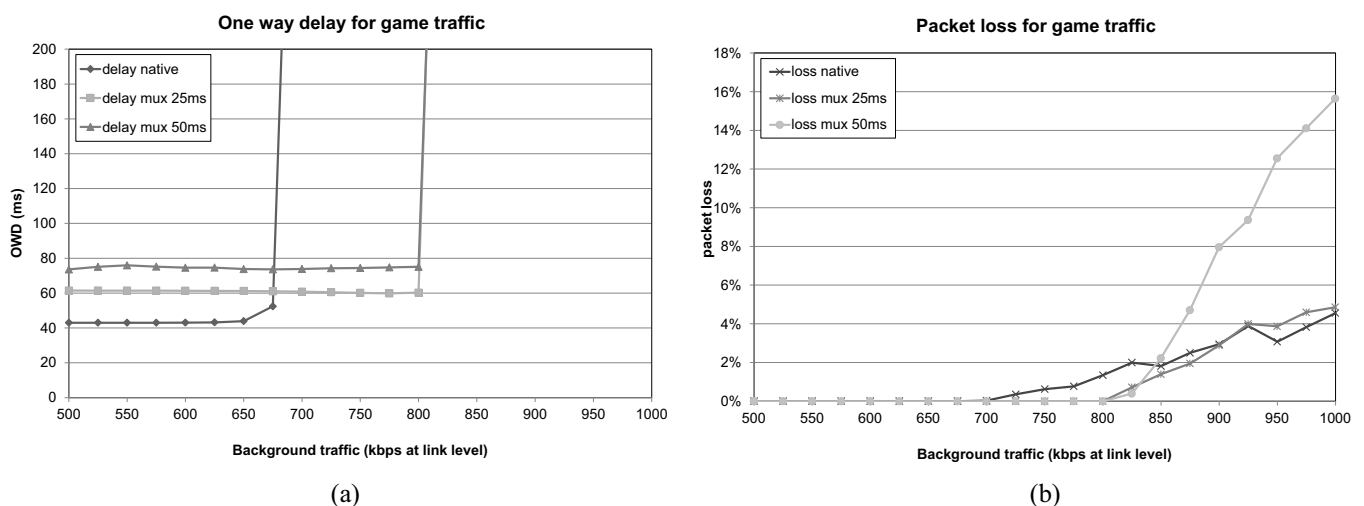 One way delay for game traffic
200
180
160
140
120
100
80
60
40
20
0
OWD (ms)
delay native
delay mux 25ms
delay mux 50ms
500 550 600 650 700 750 800 850 900 950 1000
Background traffic (kbps at link level)
(a)
Packet loss for game traffic
18%
16%
14%
12%
10%
8%
6%
4%
2%
0%
packet loss
loss native
loss mux 25ms
loss mux 50ms
500 550 600 650 700 750 800 850 900 950 1000
Background traffic (kbps at link level)
(b)